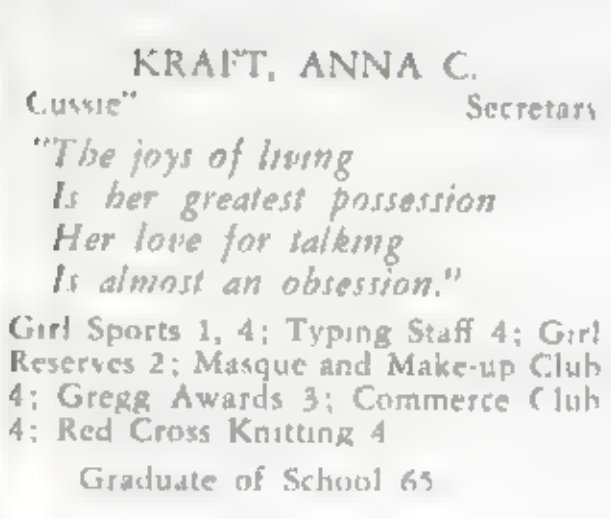 KRAFT, ANNA C.
Cussie" Secretary
"The joys of living
Is her greatest possession
Her love for talking
Is almost an obsession."
Girl Sports 1, 4; Typing Staff 4; Girl
Reserves 2; Masque and Make-up Club
4; Gregg Awards 3; Commerce Club
4; Red Cross Knitting 4
Graduate of School 65